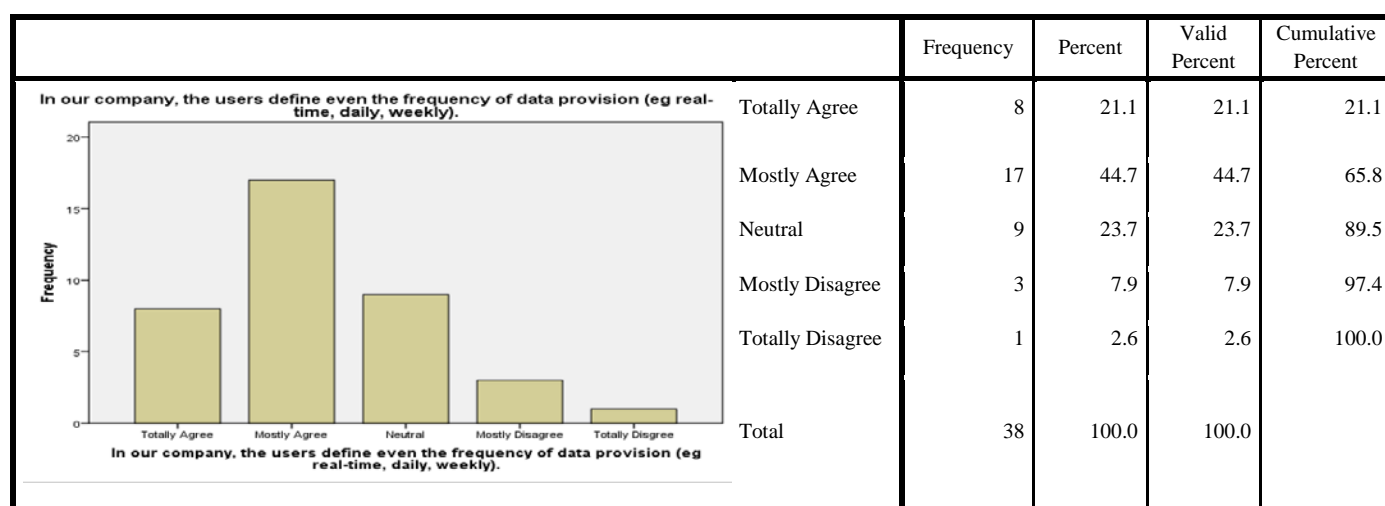 Frequency Percent Valid Percent Cumulative Percent
In our company, the users define even the frequency of data provision (eg real-
time, daily, weekly).
20
15
10
5
0
Frequency
Totally Agree Mostly Agree Neutral Mostly Disagree Totally Disgree
In our company, the users define even the frequency of data provision (eg
real-time, daily, weekly).
Totally Agree 8 21.1 21.1 21.1
Mostly Agree 17 44.7 44.7 65.8
Neutral 9 23.7 23.7 89.5
Mostly Disagree 3 7.9 7.9 97.4
Totally Disagree 1 2.6 2.6 100.0
Total 38 100.0 100.0